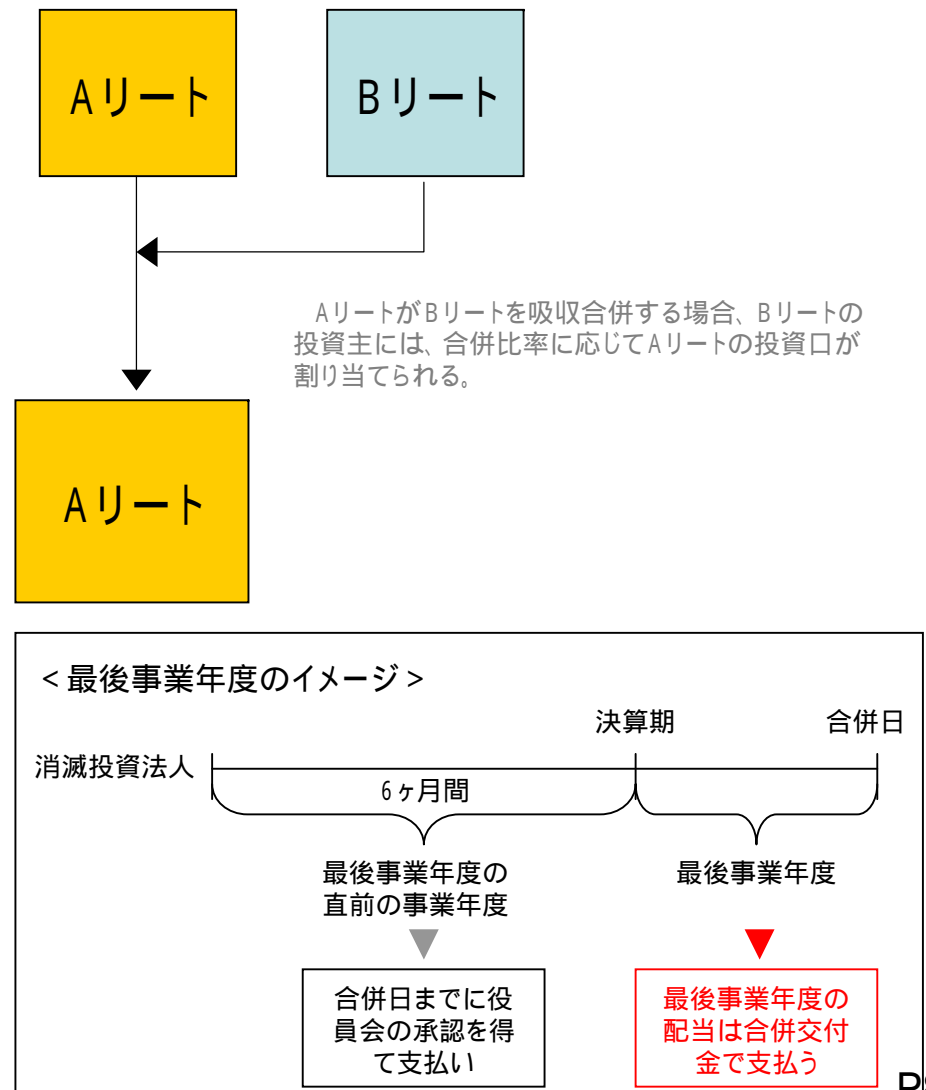 Aリート
Bリート
AリートがBリートを吸収合併する場合、Bリートの
投資主には、合併比率に応じてAリートの投資口が
割り当てられる。
Aリート
<最後事業年度のイメージ>
決算期
合併日
消滅投資法人
6ヶ月間
最後事業年度の
直前の事業年度
最後事業年度
合併日までに役
員会の承認を得
て支払い
最後事業年度の
配当は合併交付
金で支払う